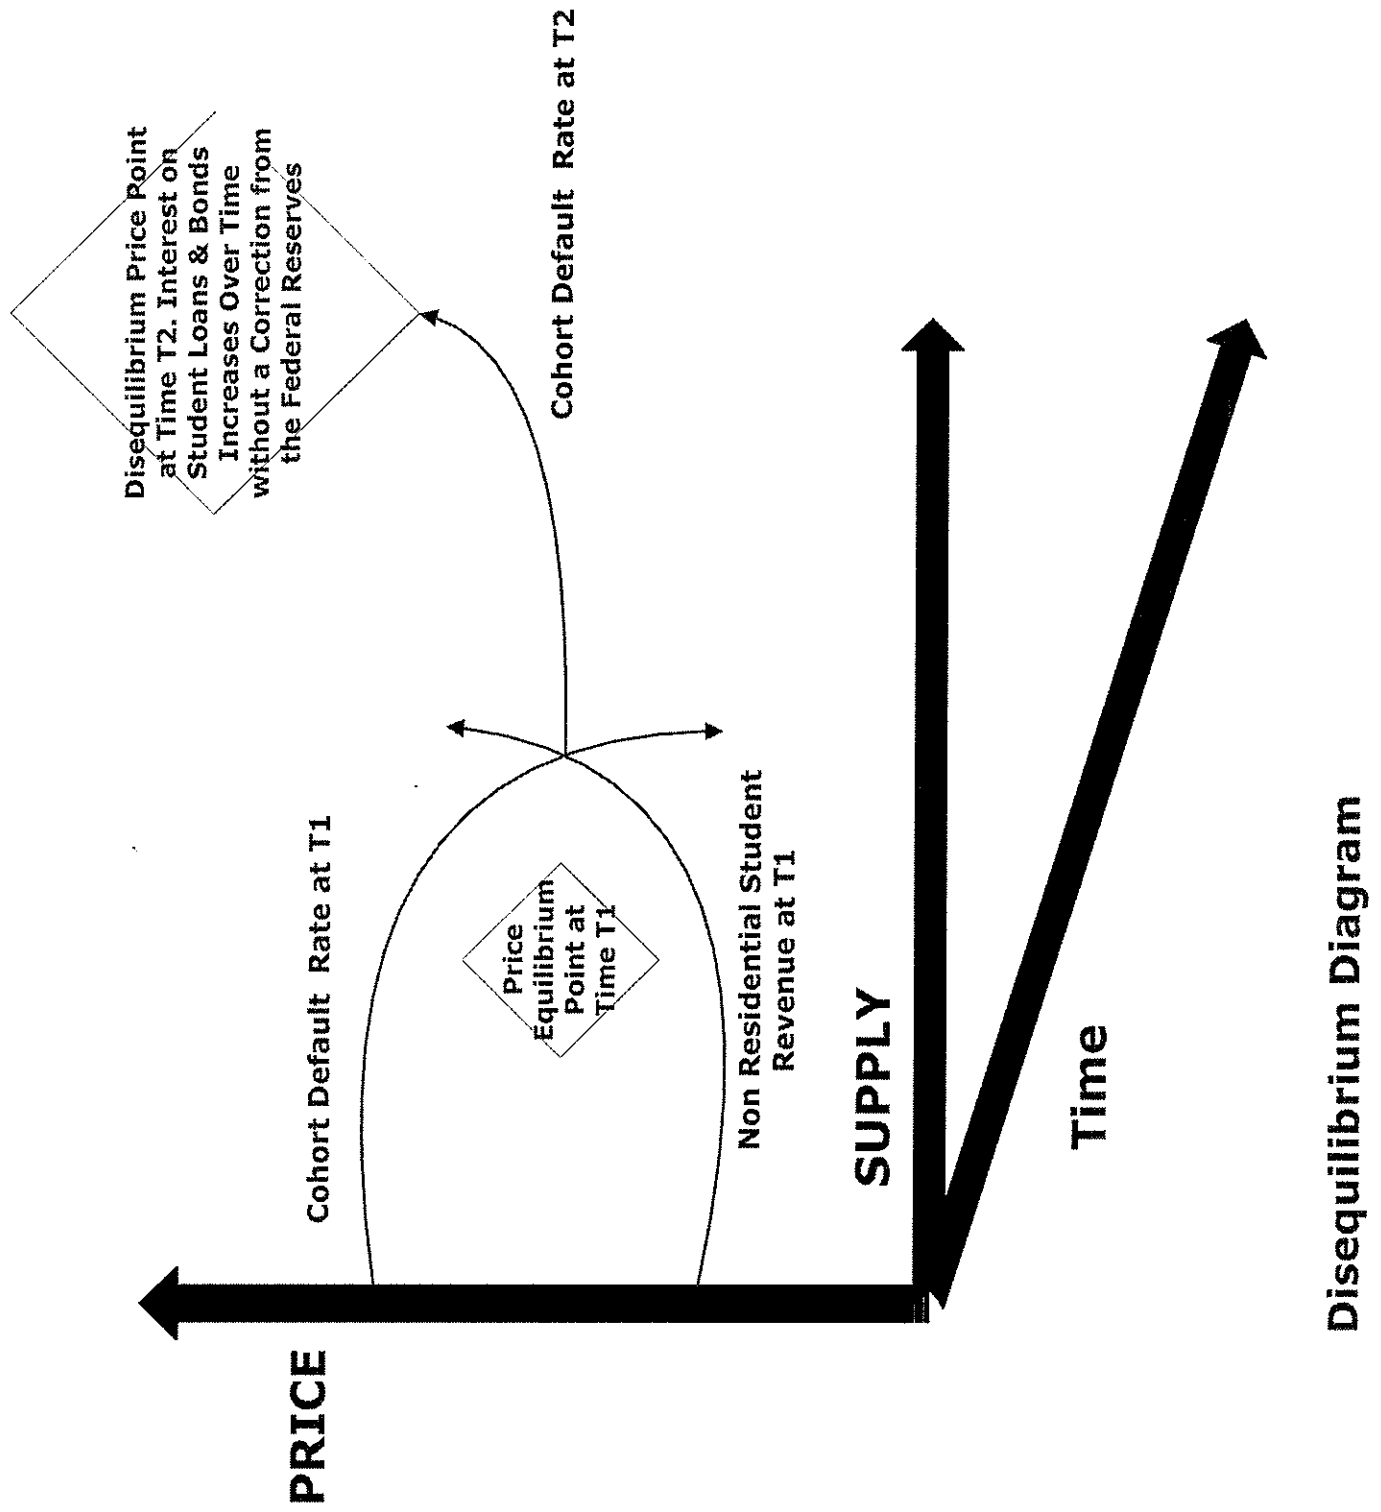 PRICE
Disequilibrium Price Point
at Time T2. Interest on
Student Loans & Bonds
Increases Over Time
without a Correction from
the Federal Reserves
Cohort Default Rate at T1
Cohort Default Rate at T2
Price
Equilibrium
Point at
Time T1
Non Residential Student
Revenue at T1
SUPPLY
Time
Disequilibrium Diagram